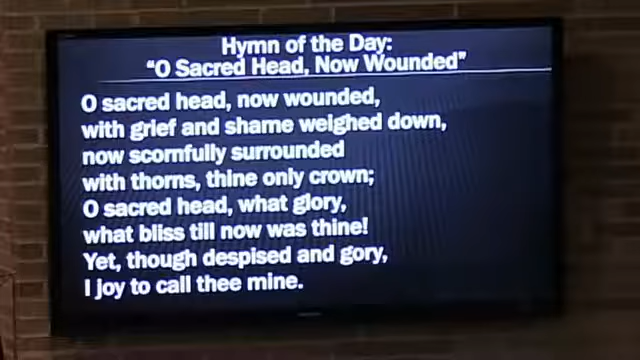 Hymn of the Day:
“O Sacred Head, Now Wounded”
O sacred head, now wounded,
with grief and shame weighed down,
now scornfully surrounded
with thorns, thine only crown;
O sacred head, what glory,
what bliss till now was thine!
Yet, though despised and gory,
I joy to call thee mine.